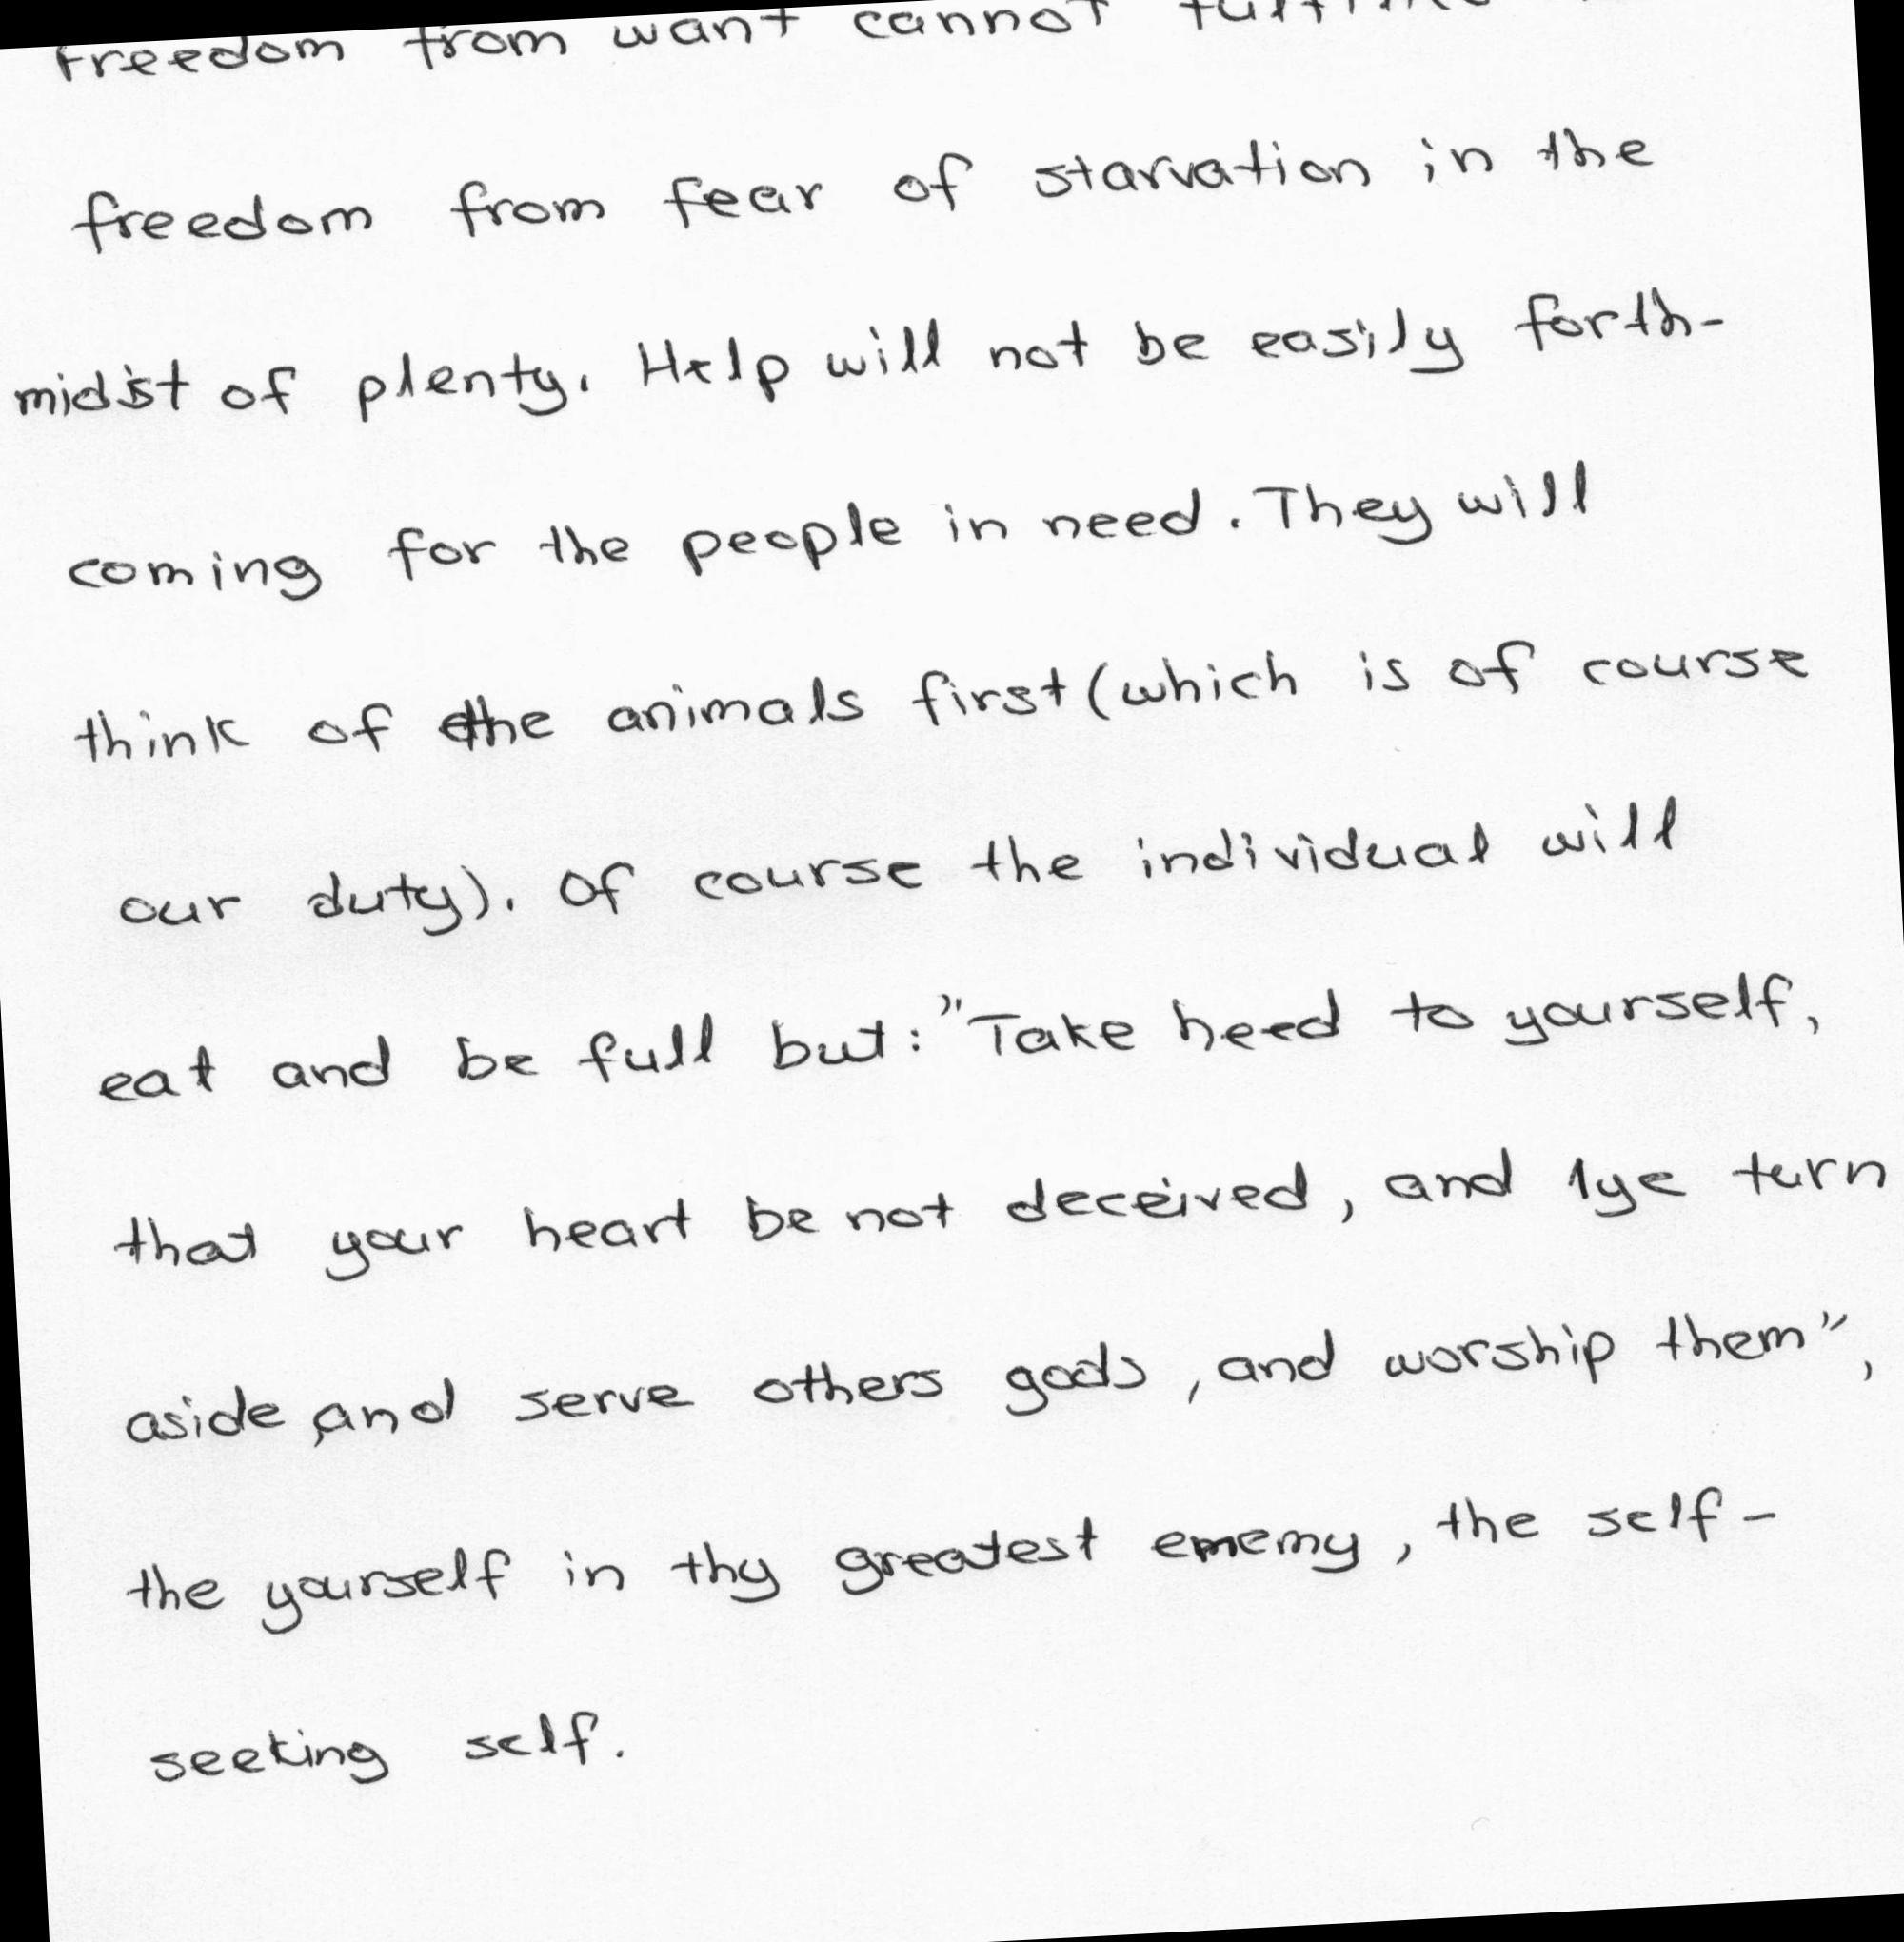 freedom from want cannot
freedom from fear of starvation in the
midst of plenty. Help will not be easily forth-
coming for the people in need. They will
think of the animals first (which is of course
our duty). Of course the individual will
eat and be full but: "Take heed to yourself,
that your heart be not deceived, and 1ye turn
aside, and serve others gods, and worship them",
the yourself in thy greatest ememy, the self-
seeking self.